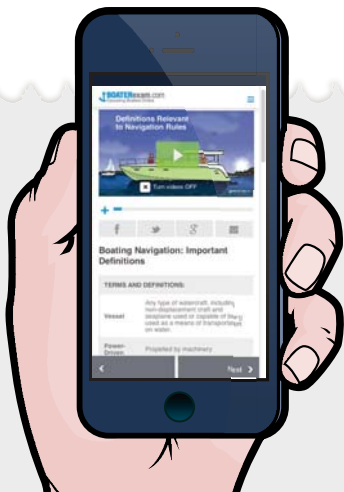 BOATERexam.com
Definitions Relevant
to Navigation Rules
Turn videos OFF
Boating Navigation: Important
Definitions
TERMS AND DEFINITIONS:
Vessel
Any type of watercraft, including
non-displacement craft and
seaplane used or capable of being
used as a means of transportation
on water.
Power-
Driven
Propelled by machinery
Next